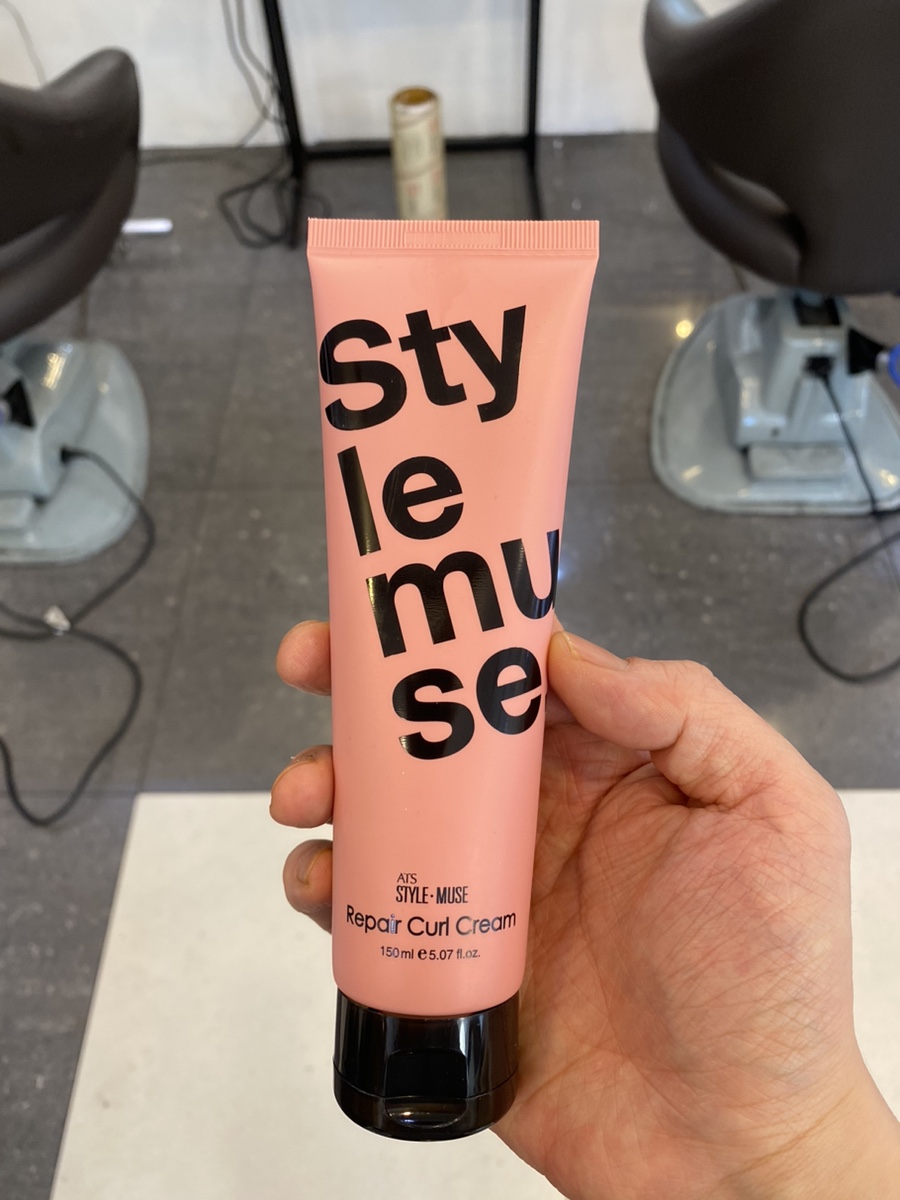 Sty
le
mu
se
ATS
STYLE·MUSE
Repair Curl Cream
150ml e 5.07 fl.oz.